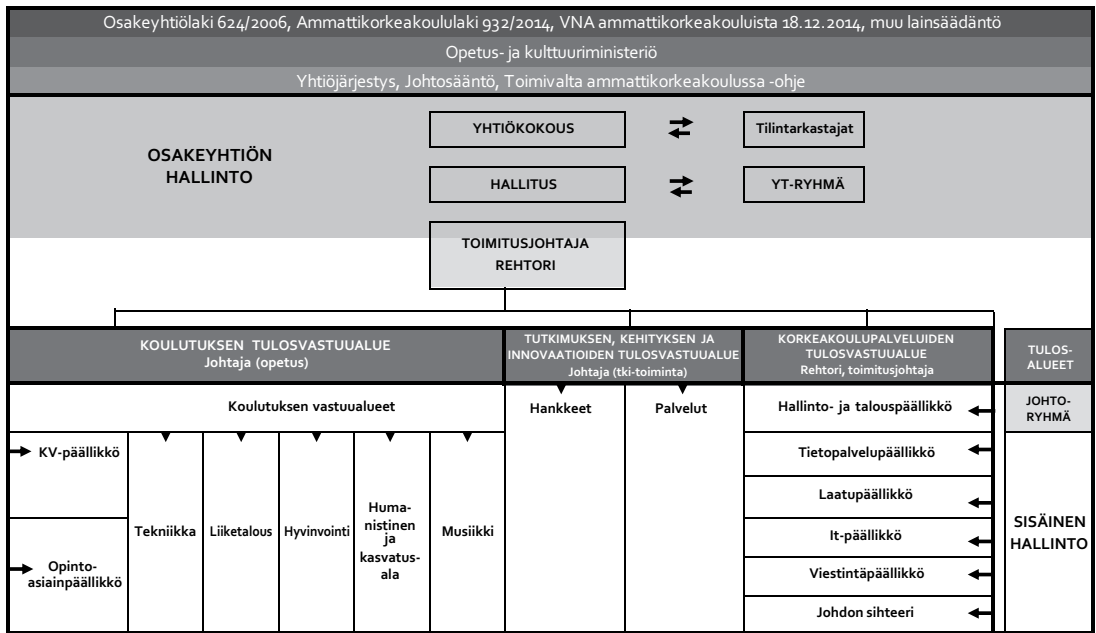 Osakeyhtiölaki 624/2006, Ammattikorkeakoululaki 932/2014, VNA ammattikorkeakouluista 18.12.2014, muu lainsäädäntö
Opetus- ja kulttuuriministeriö
Yhtiöjärjestys, Johtosääntö, Toimivalta ammattikorkeakoulussa -ohje
OSAKEYHTIÖN
HALLINTO
YHTIÖKOKOUS
Tilintarkastajat
HALLITUS
YT-RYHMÄ
TOIMITUSJOHTAJA
REHTORI
KOULUTUKSEN TULOSVASTUUALUE
Johtaja (opetus)
TUTKIMUKSEN, KEHITYKSEN JA
INNOVAATIOIDEN TULOSVASTUUALUE
Johtaja (tki-toiminta)
KORKEAKOULUPALVELUIDEN
TULOSVASTUUALUE
Rehtori, toimitusjohtaja
TULOS-
ALUEET
Koulutuksen vastuualueet
Hankkeet
Palvelut
Hallinto- ja talouspäällikkö
JOHTO-
RYHMÄ
KV-päällikkö
Opinto-
asiainpäällikkö
Tekniikka
Liiketalous
Hyvinvointi
Huma-
nistinen
ja
kasvatus-
ala
Musiikki
Tietopalvelupäällikkö
Laatupäällikkö
It-päällikkö
Viestintäpäällikkö
Johdon sihteeri
SISÄINEN
HALLINTO